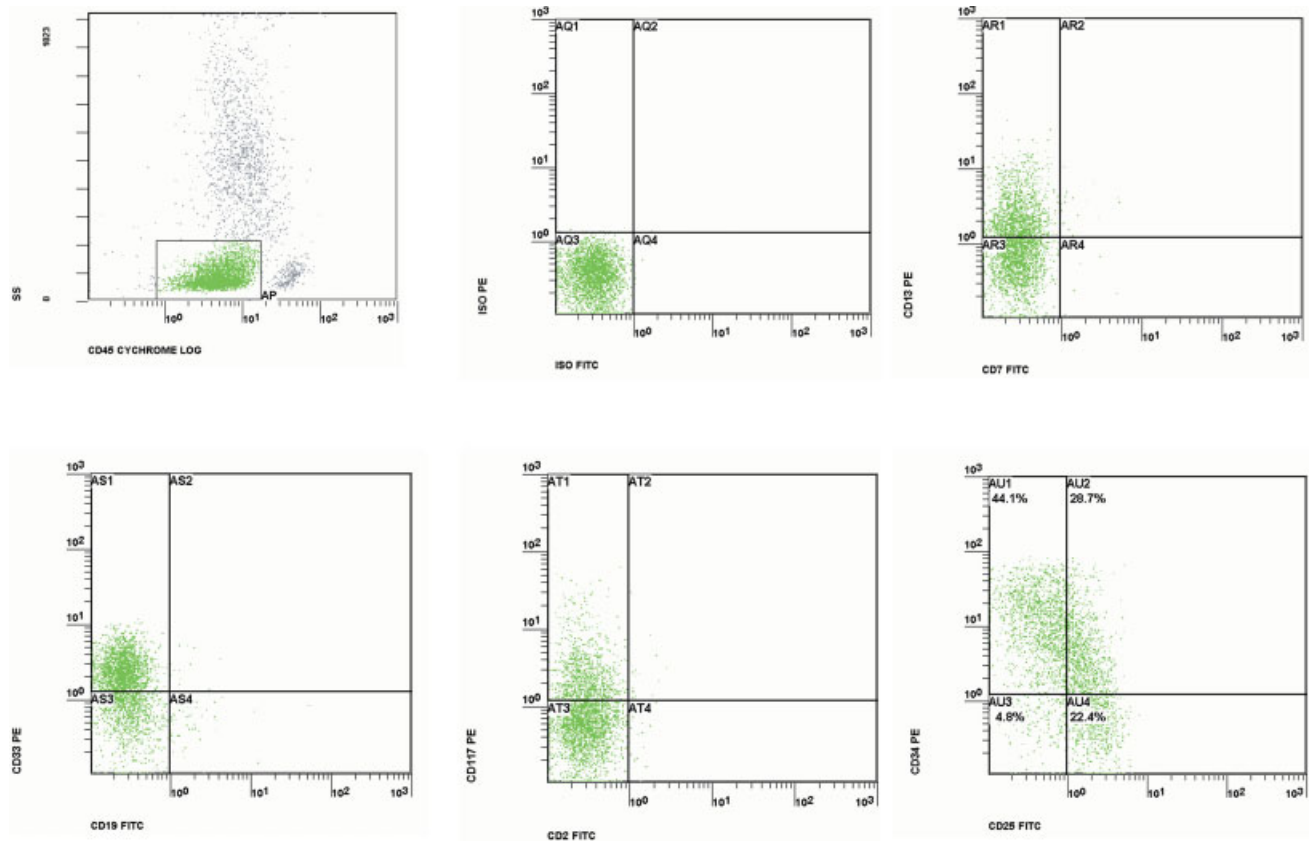 1023
SS
0
AP
10⁰ 10¹ 10² 10³
CD45 CYCHROME LOG
10³
AQ1 AQ2
10²
10¹
10⁰
AQ3 AQ4
ISO PE
10⁰ 10¹ 10² 10³
ISO FITC
10³
AR1 AR2
10²
10¹
10⁰
AR3 AR4
CD13 PE
10⁰ 10¹ 10² 10³
CD7 FITC
10³
AS1 AS2
10²
10¹
10⁰
AS3 AS4
CD33 PE
10⁰ 10¹ 10² 10³
CD19 FITC
10³
AT1 AT2
10²
10¹
10⁰
AT3 AT4
CD117 PE
10⁰ 10¹ 10² 10³
CD2 FITC
10³
AU1 AU2
44.1% 28.7%
10²
10¹
10⁰
AU3 AU4
4.8% 22.4%
CD34 PE
10⁰ 10¹ 10² 10³
CD25 FITC